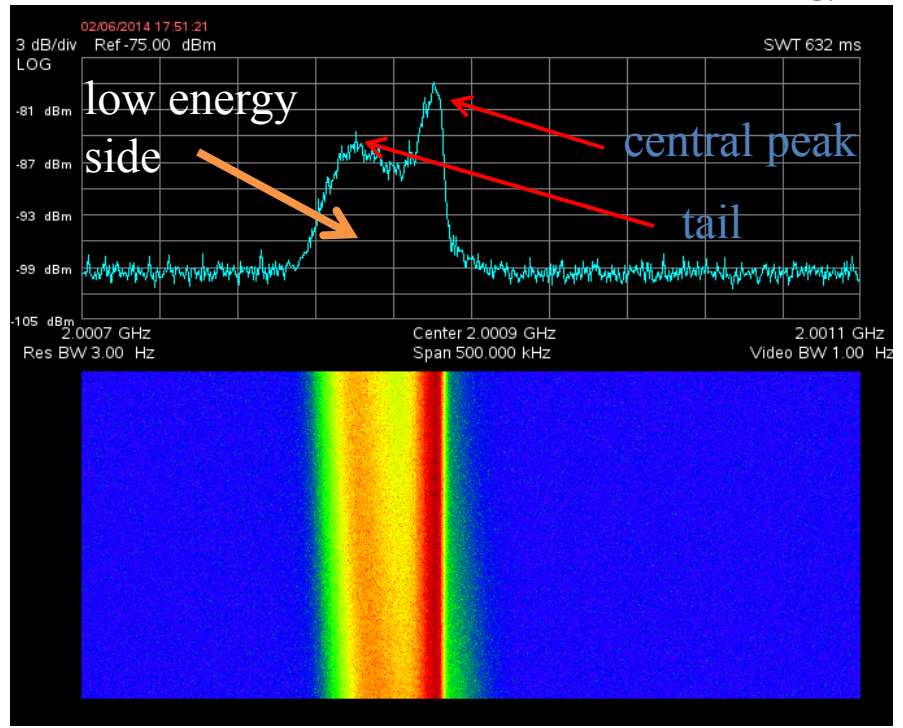 02/06/2014 17:51:21
3 dB/div Ref -75.00 dBm SWT 632 ms
LOG
low energy
side
-81 dBm
central peak
-87 dBm
-93 dBm
tail
-99 dBm
-105 dBm
2.0007 GHz Center 2.0009 GHz 2.0011 GHz
Res BW 3.00 Hz Span 500.000 kHz Video BW 1.00 Hz